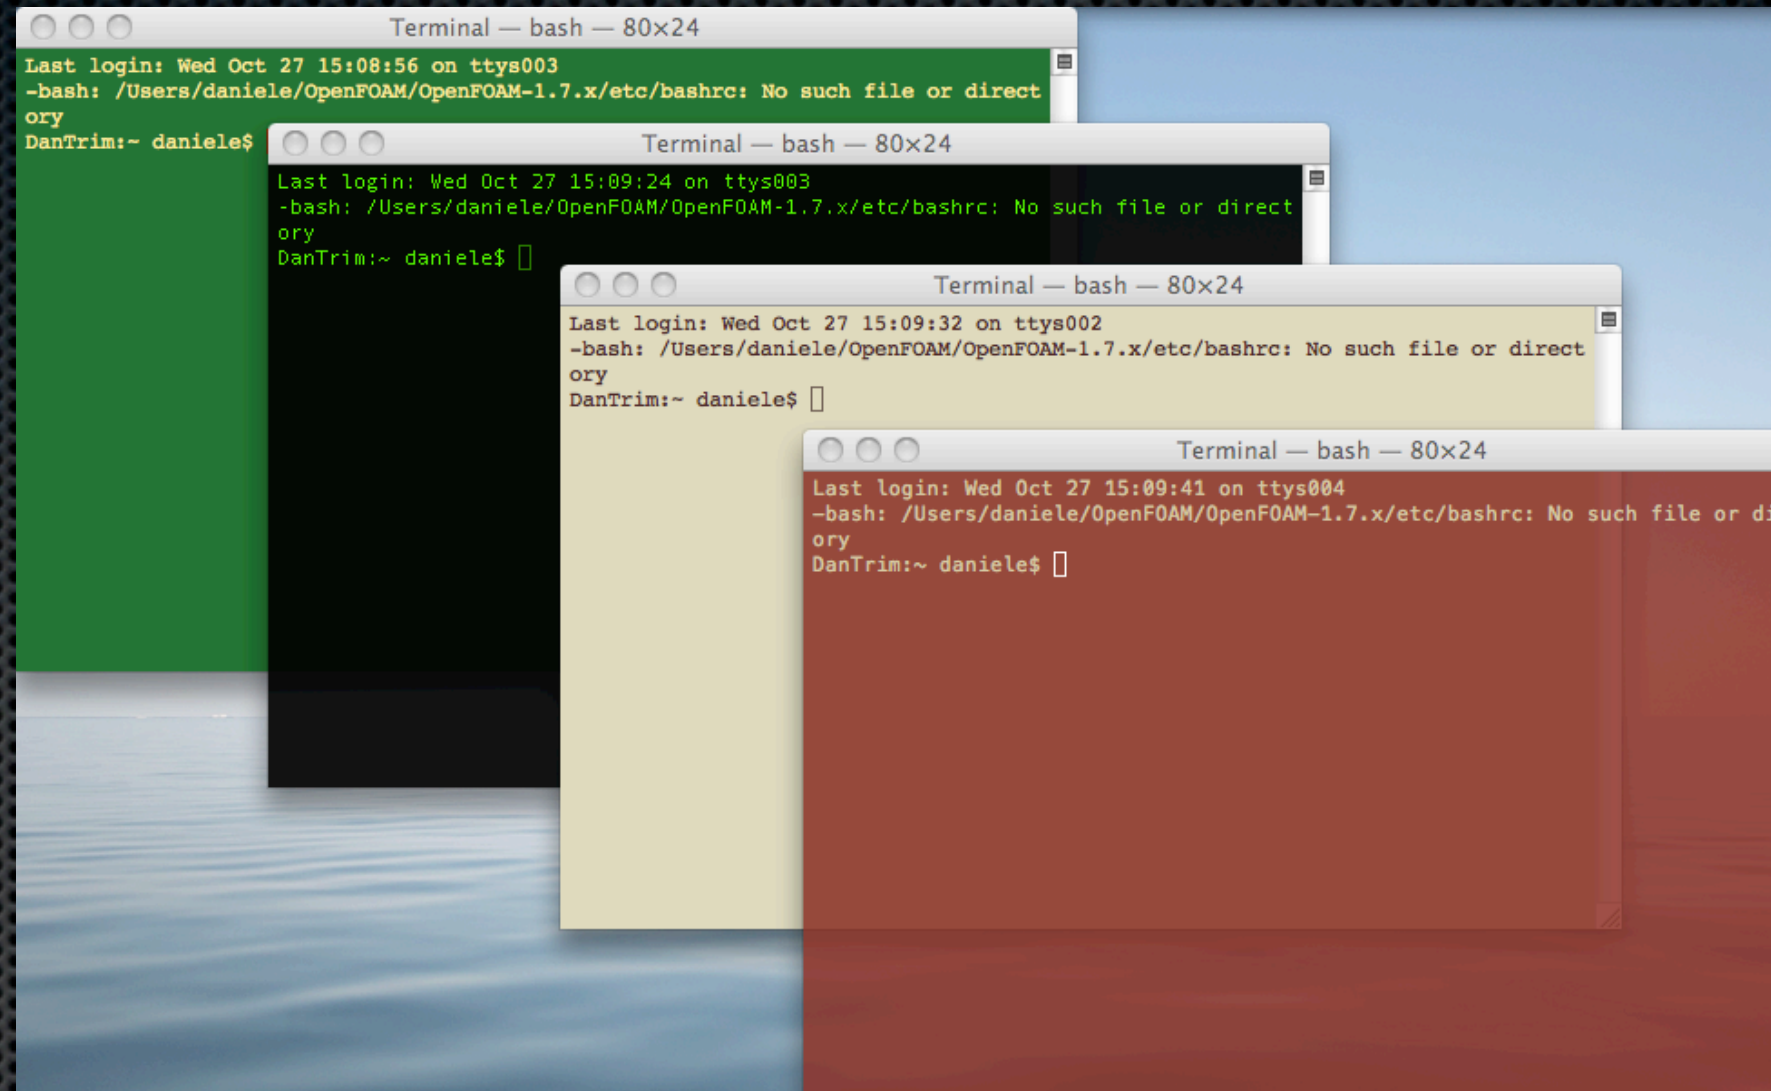 Terminal — bash — 80×24
Last login: Wed Oct 27 15:08:56 on ttys003
-bash: /Users/daniele/OpenFOAM/OpenFOAM-1.7.x/etc/bashrc: No such file or direct
ory
DanTrim:~ daniele$
Terminal — bash — 80×24
Last login: Wed Oct 27 15:09:24 on ttys003
-bash: /Users/daniele/OpenFOAM/OpenFOAM-1.7.x/etc/bashrc: No such file or direct
ory
DanTrim:~ daniele$
Terminal — bash — 80×24
Last login: Wed Oct 27 15:09:32 on ttys002
-bash: /Users/daniele/OpenFOAM/OpenFOAM-1.7.x/etc/bashrc: No such file or direct
ory
DanTrim:~ daniele$
Terminal — bash — 80×24
Last login: Wed Oct 27 15:09:41 on ttys004
-bash: /Users/daniele/OpenFOAM/OpenFOAM-1.7.x/etc/bashrc: No such file or
ory
DanTrim:~ daniele$